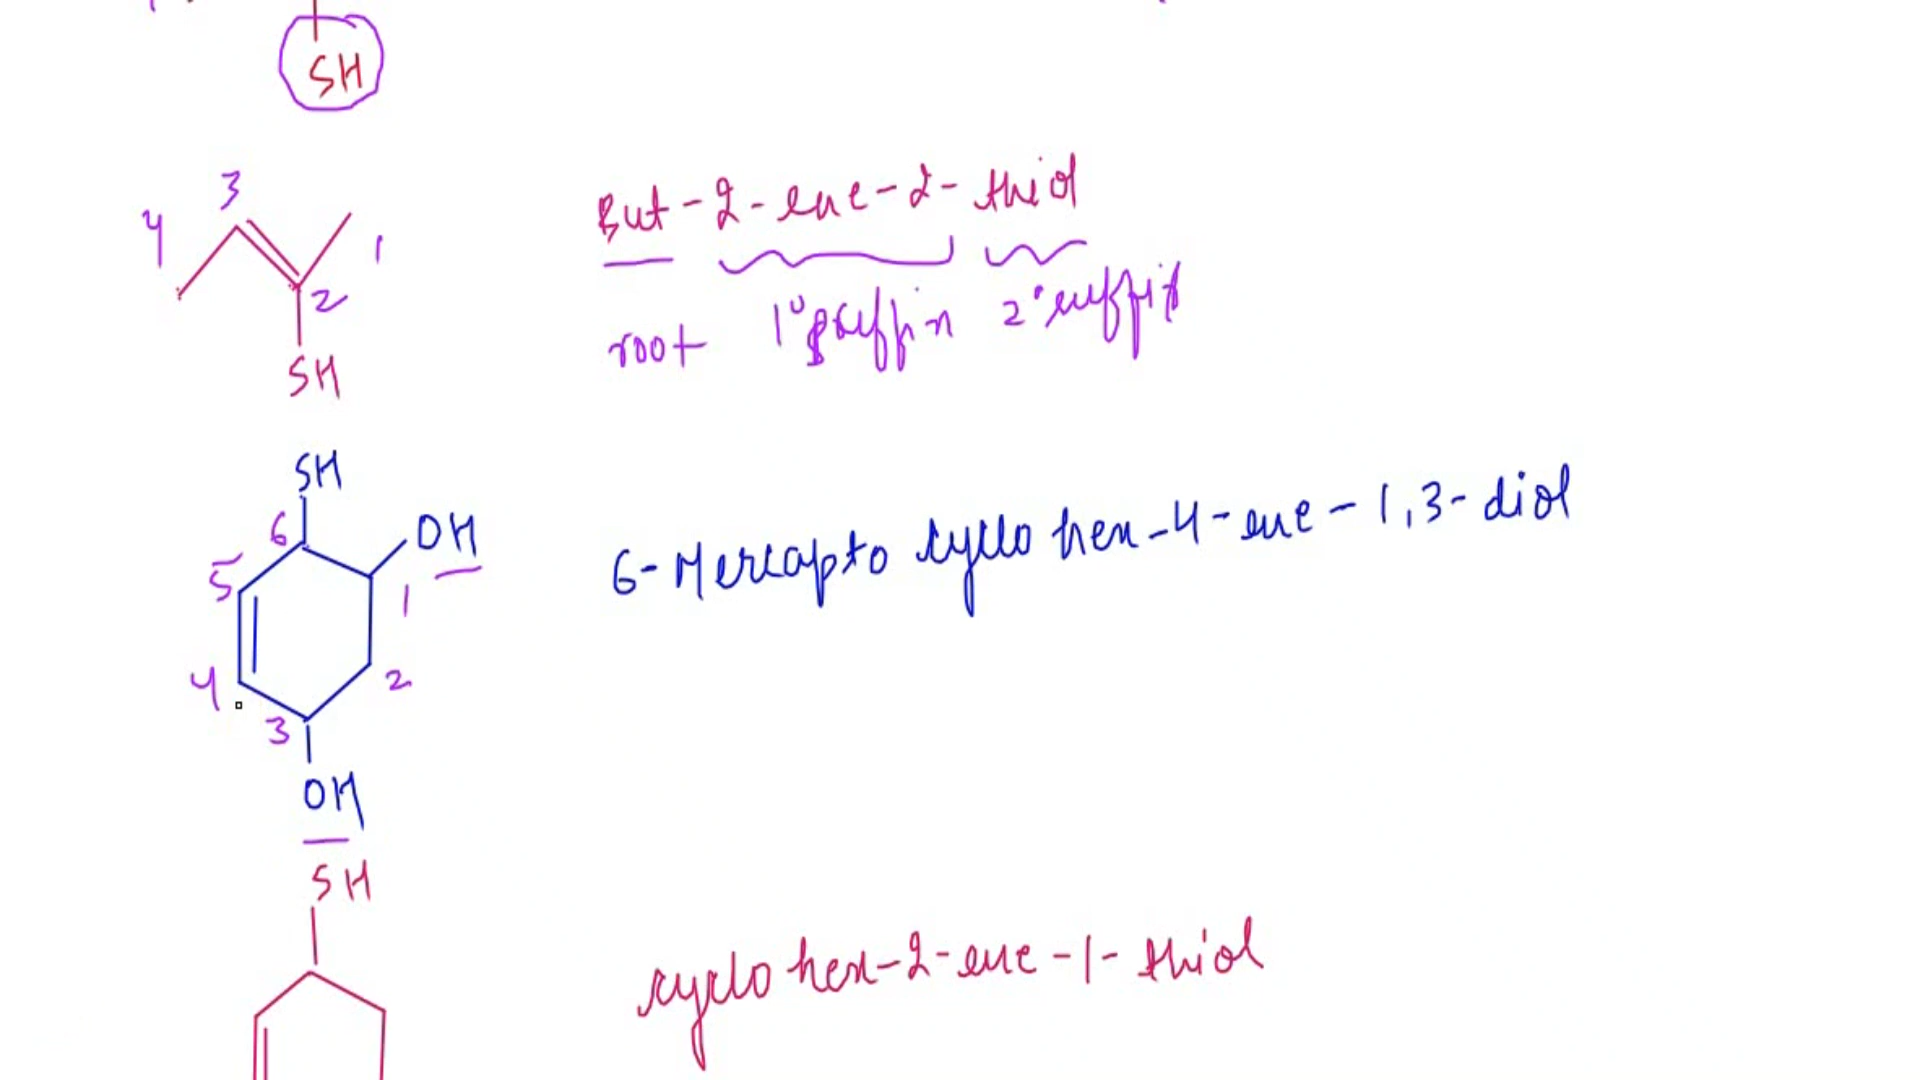 SH
3
4
1
2
SH
But-2-ene-2-thiol
root 1° suffix 2° suffix
SH
6
OH
5
1
4
2
3
OH
6-Mercapto cyclo hex-4-ene-1,3-diol
SH
cyclo hex-2-ene-1-thiol